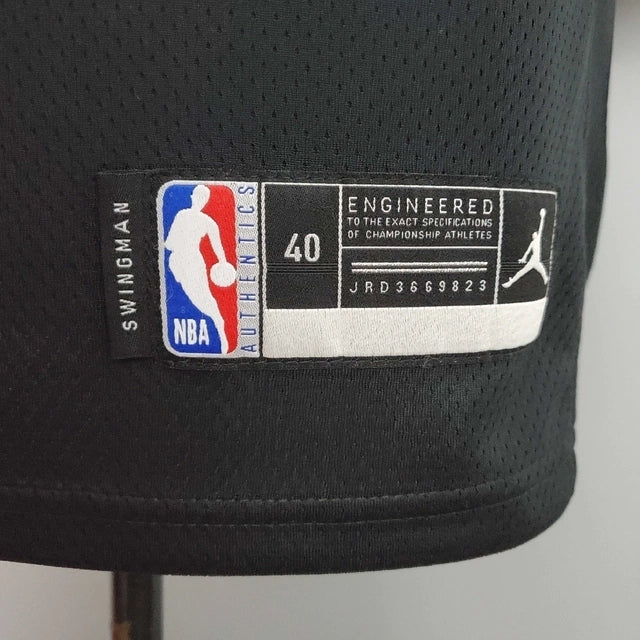 SWINGMAN
NBA
AUTHENTICS
40
ENGINEERED
TO THE EXACT SPECIFICATIONS
OF CHAMPIONSHIP ATHLETES
JRD3669823